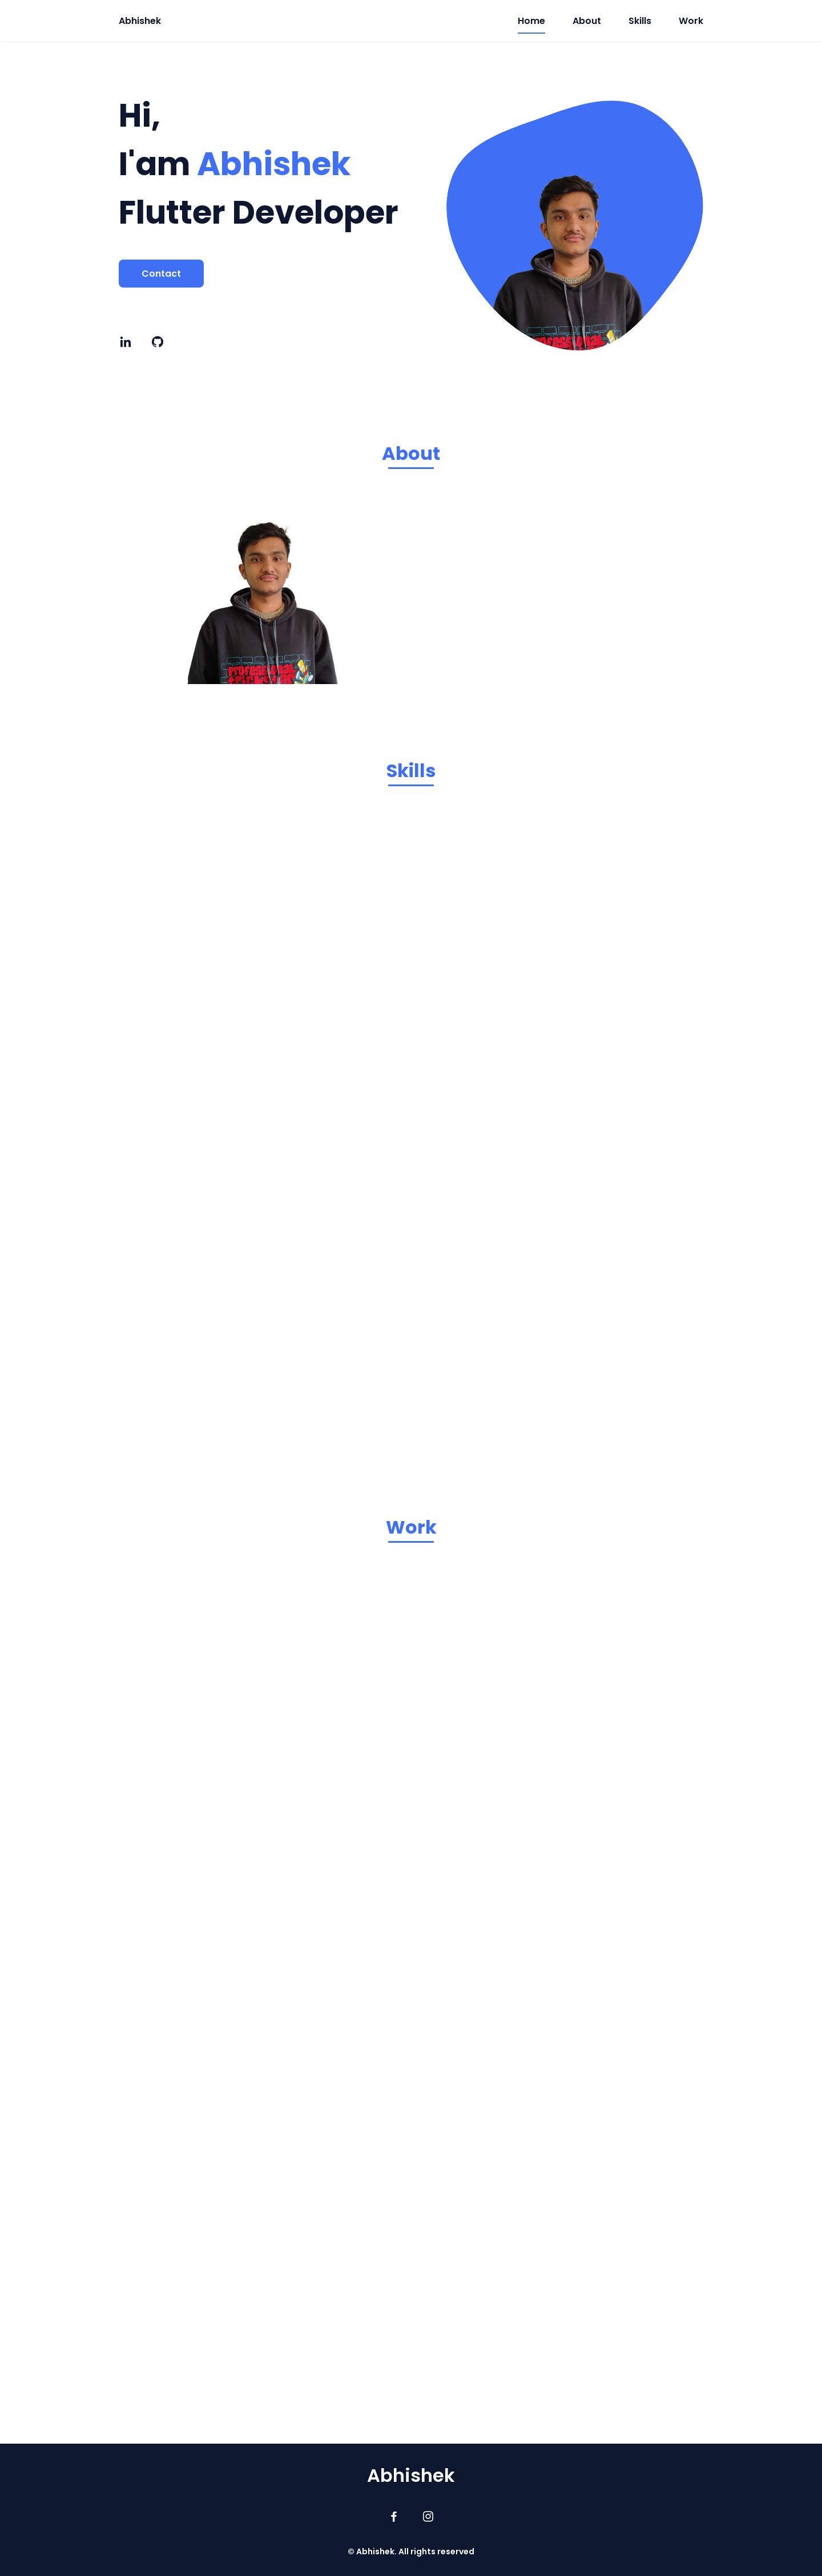 Abhishek
Home About Skills Work
Hi,
I'am Abhishek
Flutter Developer
Contact
About
PROFESSIONAL
Skills
Work
Abhishek
© Abhishek. All rights reserved